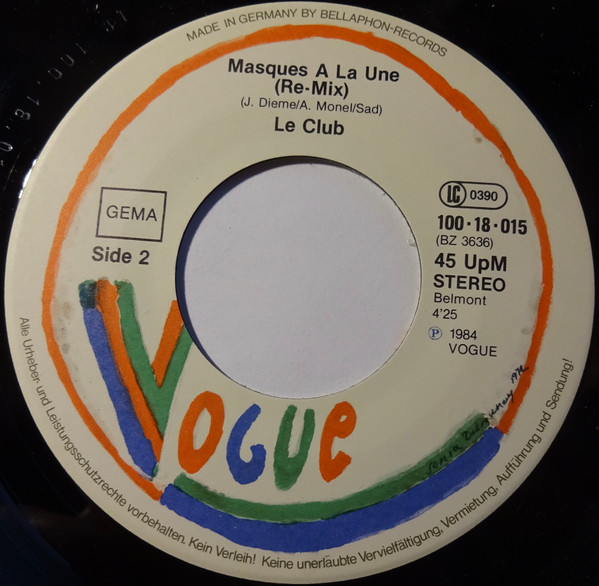 MADE IN GERMANY BY BELLAPHON-RECORDS
Masques A La Une
(Re-Mix)
(J. Dieme/A. Monel/Sad)
Le Club
GEMA
Side 2
LC 0390
100·18·015
(BZ 3636)
45 UpM
STEREO
Belmont
4'25
Ⓟ 1984
VOGUE
VOGUE
Alle Urheber- und Leistungsschutzrechte vorbehalten. Kein Verleih! Keine unerlaubte Vervielfältigung, Vermietung, Aufführung und Sendung!